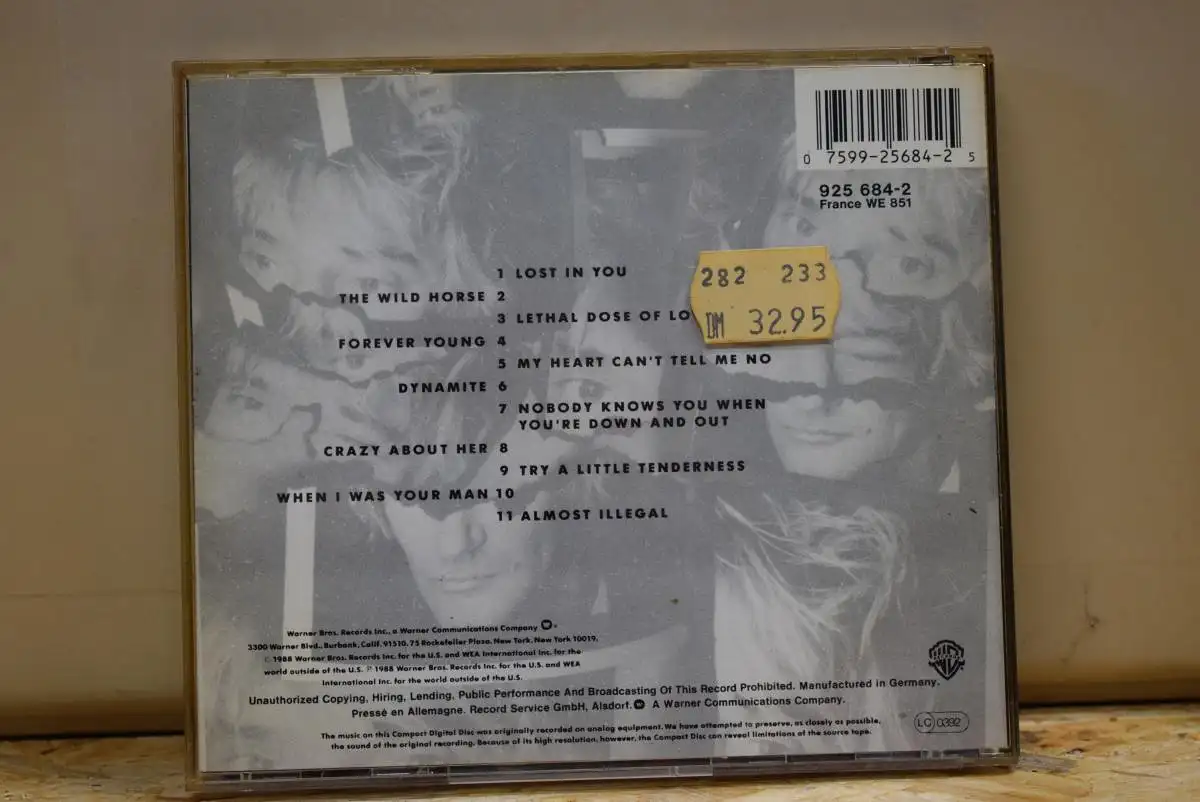 0 7599-25684-2 5
925 684-2
France WE 851
282 233
DM 32.95
1 LOST IN YOU
THE WILD HORSE 2
3 LETHAL DOSE OF LO
FOREVER YOUNG 4
5 MY HEART CAN'T TELL ME NO
DYNAMITE 6
7 NOBODY KNOWS YOU WHEN
YOU'RE DOWN AND OUT
CRAZY ABOUT HER 8
9 TRY A LITTLE TENDERNESS
WHEN I WAS YOUR MAN 10
11 ALMOST ILLEGAL
Warner Bros. Records Inc., a Warner Communications Company
3300 Warner Blvd., Burbank, Calif. 91510. 75 Rockefeller Plaza, New York, New York 10019.
© 1988 Warner Bros. Records Inc. for the U.S. and WEA International Inc. for the
world outside of the U.S. ℗ 1988 Warner Bros. Records Inc. for the U.S. and WEA
International Inc. for the world outside of the U.S.
Unauthorized Copying, Hiring, Lending, Public Performance And Broadcasting Of This Record Prohibited. Manufactured in Germany.
Pressé en Allemagne. Record Service GmbH, Alsdorf. A Warner Communications Company.
LC 0392
The music on this Compact Digital Disc was originally recorded on analog equipment. We have attempted to preserve, as closely as possible,
the sound of the original recording. Because of its high resolution, however, the Compact Disc can reveal limitations of the source tape.